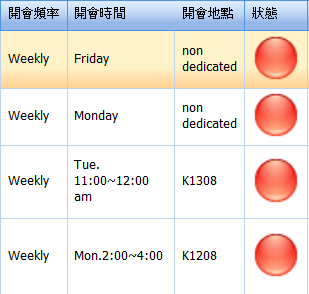 開會頻率 開會時間 開會地點 狀態
Weekly Friday non dedicated
Weekly Monday non dedicated
Weekly Tue. 11:00~12:00 am K1308
Weekly Mon.2:00~4:00 K1208